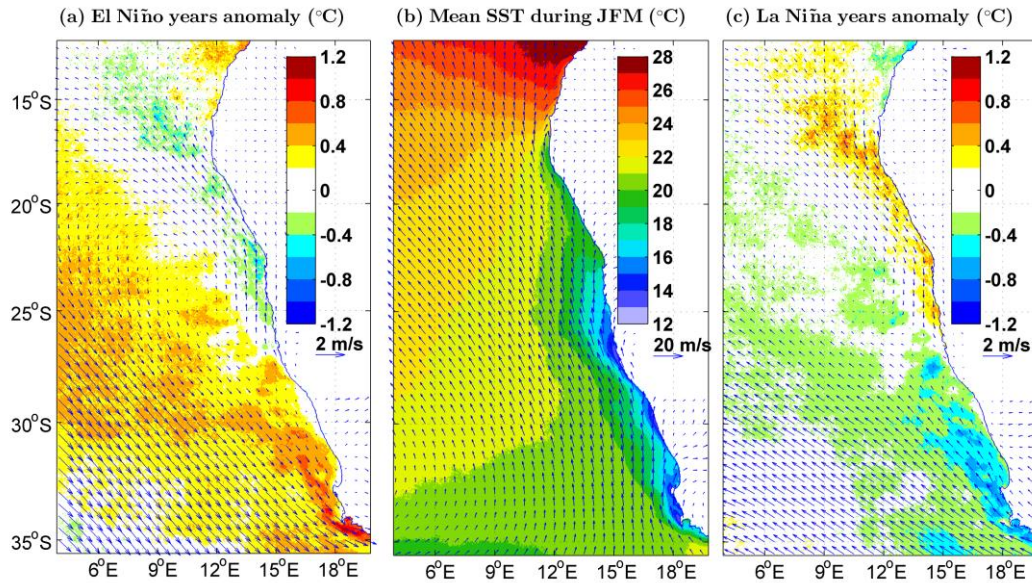 (a) El Niño years anomaly (°C)
(b) Mean SST during JFM (°C)
(c) La Niña years anomaly (°C)
1.2
0.8
0.4
0
-0.4
-0.8
-1.2
2 m/s
28
26
24
22
20
18
16
14
12
20 m/s
1.2
0.8
0.4
0
-0.4
-0.8
-1.2
2 m/s
15°S
20°S
25°S
30°S
35°S
6°E 9°E 12°E 15°E 18°E
6°E 9°E 12°E 15°E 18°E
6°E 9°E 12°E 15°E 18°E